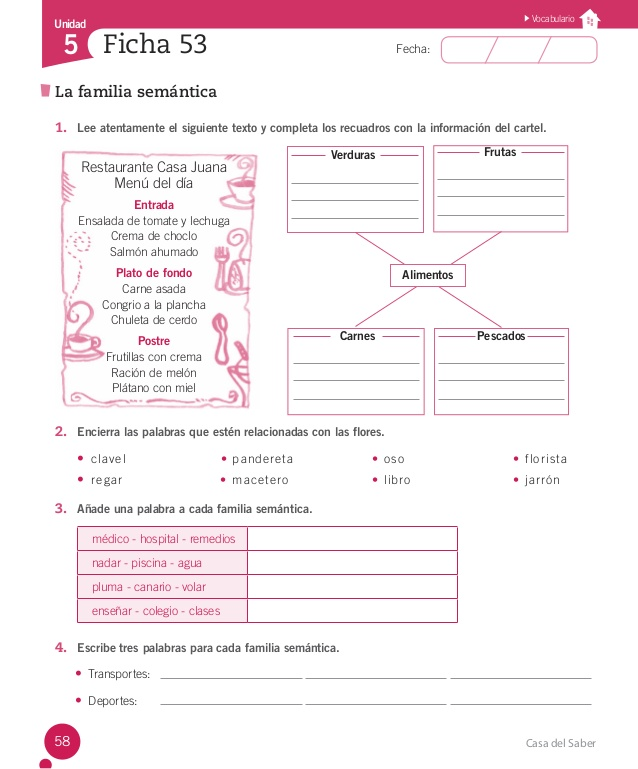 Unidad
5
Ficha 53
Vocabulario
Fecha:
La familia semántica
1. Lee atentamente el siguiente texto y completa los recuadros con la información del cartel.
Restaurante Casa Juana
Menú del día
Entrada
Ensalada de tomate y lechuga
Crema de choclo
Salmón ahumado
Plato de fondo
Carne asada
Congrio a la plancha
Chuleta de cerdo
Postre
Frutillas con crema
Ración de melón
Plátano con miel
Verduras
Frutas
Alimentos
Carnes
Pescados
2. Encierra las palabras que estén relacionadas con las flores.
• clavel • pandereta • oso • florista
• regar • macetero • libro • jarrón
3. Añade una palabra a cada familia semántica.
médico - hospital - remedios
nadar - piscina - agua
pluma - canario - volar
enseñar - colegio - clases
4. Escribe tres palabras para cada familia semántica.
• Transportes:
• Deportes:
58
Casa del Saber